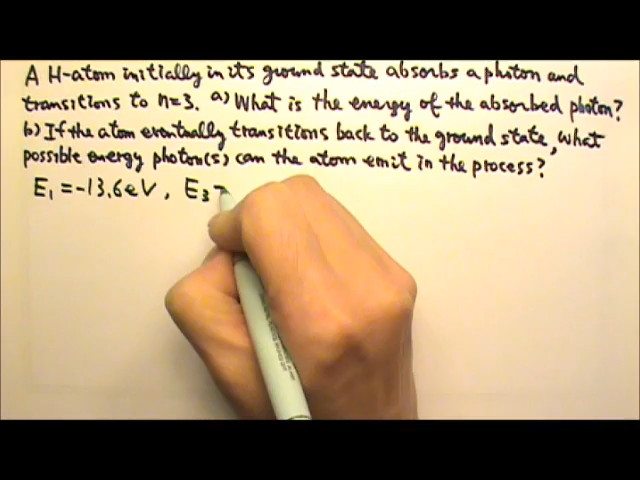 A H-atom initially in its ground state absorbs a photon and
transitions to n=3. a) What is the energy of the absorbed photon?
b) If the atom eventually transitions back to the ground state, what
possible energy photon(s) can the atom emit in the process?
E₁ = -13.6eV, E₃ =